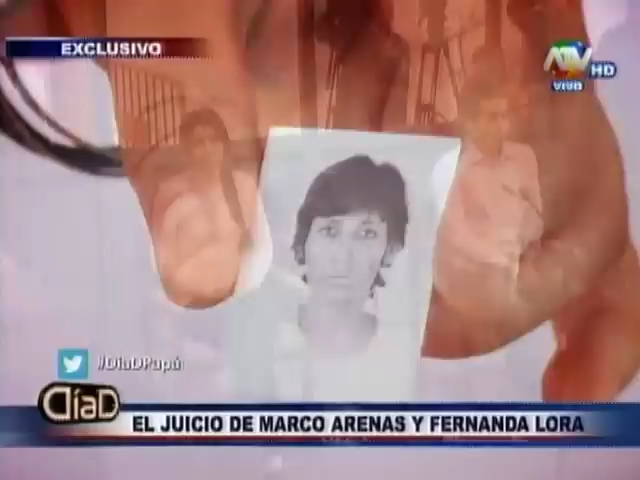 EXCLUSIVO
ATV HD
VIVO
#DíaDPapá
DíaD
EL JUICIO DE MARCO ARENAS Y FERNANDA LORA